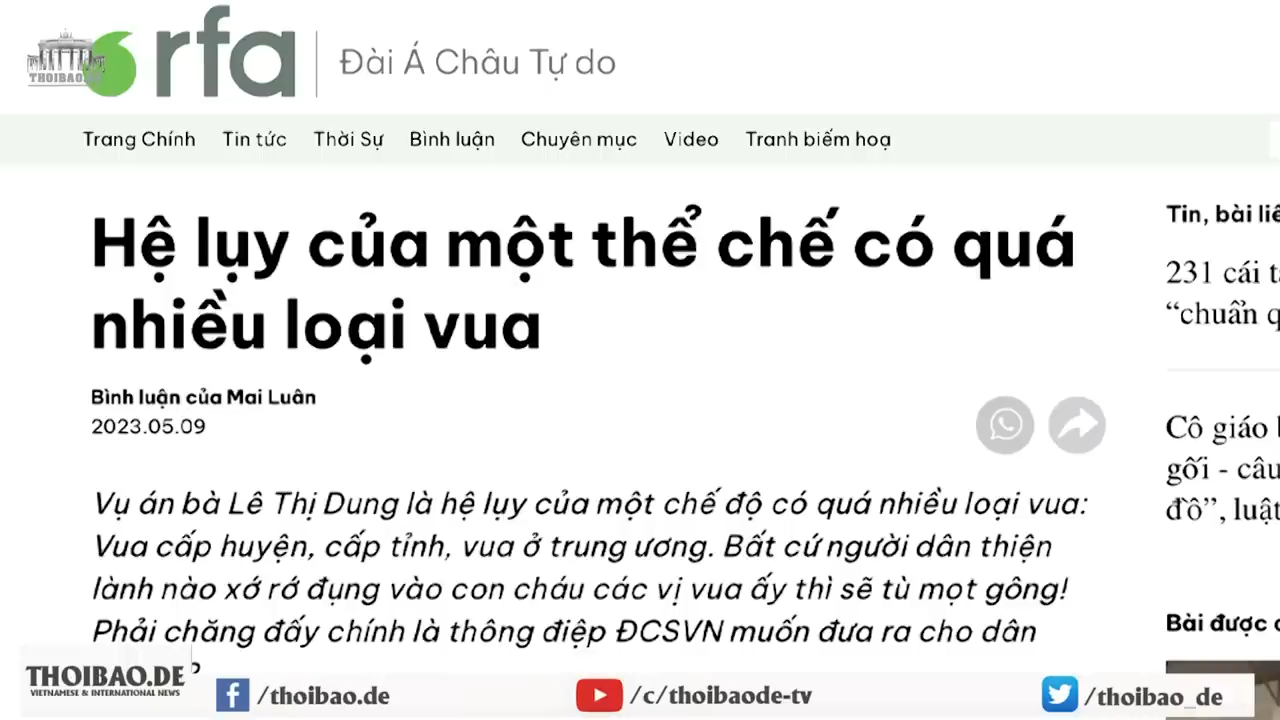 THOIBAO.DE
rfa
Đài Á Châu Tự do
Trang Chính Tin tức Thời Sự Bình luận Chuyên mục Video Tranh biếm hoạ
Hệ lụy của một thể chế có quá
nhiều loại vua
Bình luận của Mai Luân
2023.05.09
Vụ án bà Lê Thị Dung là hệ lụy của một chế độ có quá nhiều loại vua:
Vua cấp huyện, cấp tỉnh, vua ở trung ương. Bất cứ người dân thiện
lành nào xớ rớ đụng vào con cháu các vị vua ấy thì sẽ tù mọt gông!
Phải chăng đấy chính là thông điệp ĐCSVN muốn đưa ra cho dân
Tin, bài
231 cái
“chuẩn
Cô giáo
gối - câu
đồ”, luật
Bài được
THOIBAO.DE
VIETNAMESE & INTERNATIONAL NEWS
/thoibao.de
/c/thoibaode-tv
/thoibao_de